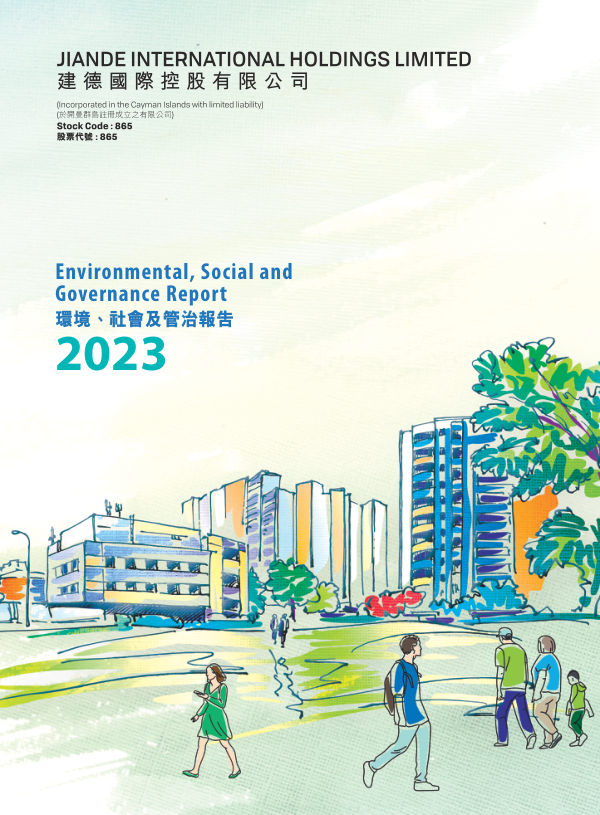 JIANDE INTERNATIONAL HOLDINGS LIMITED
建德國際控股有限公司
(Incorporated in the Cayman Islands with limited liability)
(於開曼群島註冊成立之有限公司)
Stock Code : 865
股票代號 : 865
Environmental, Social and
Governance Report
環境、社會及管治報告
2023